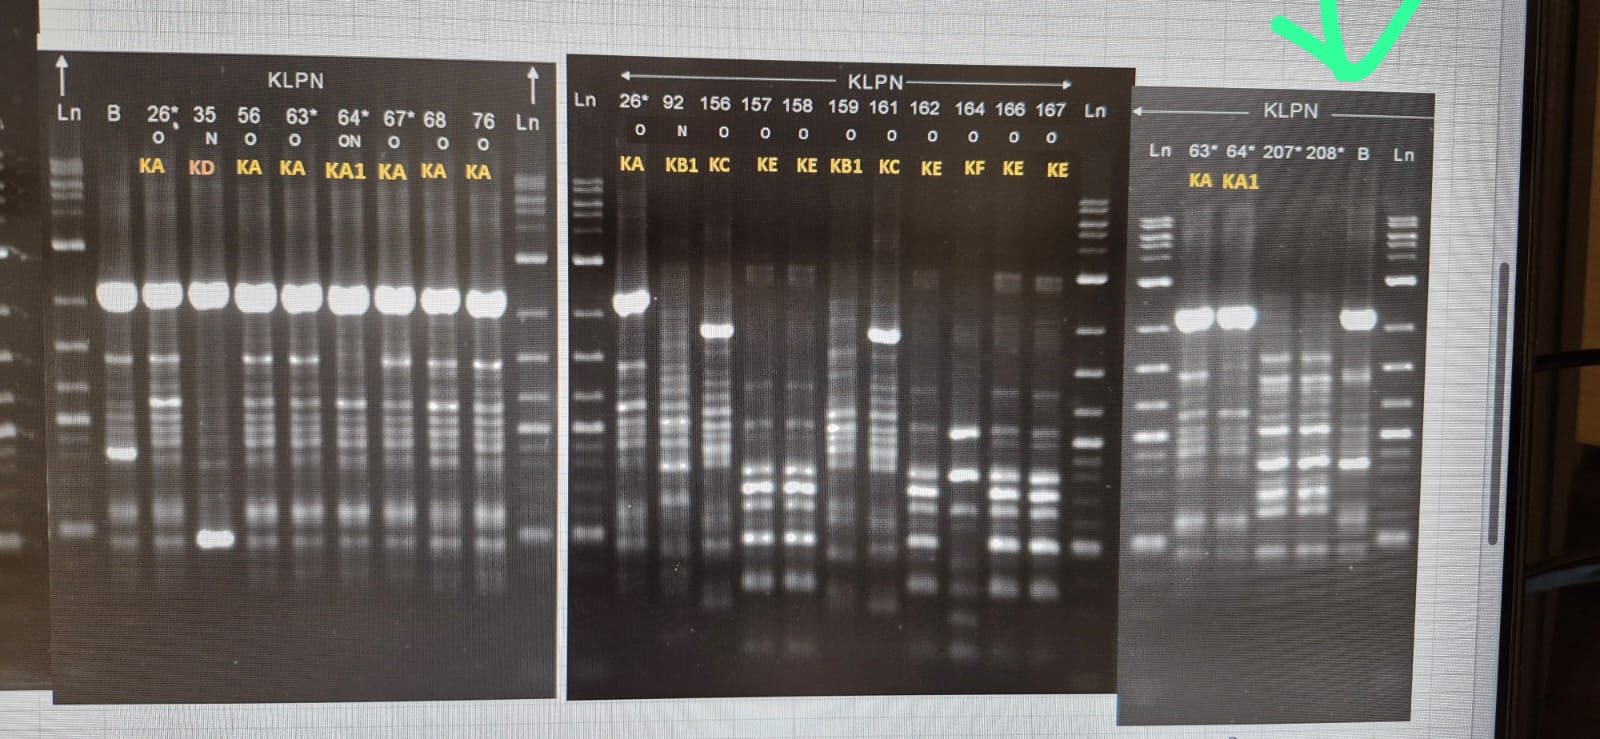 KLPN
Ln B 26* 35 56 63* 64* 67* 68 76 Ln
O N O O ON O O O
KA KD KA KA KA1 KA KA KA
KLPN
Ln 26* 92 156 157 158 159 161 162 164 166 167 Ln
O N O O O O O O O O O
KA KB1 KC KE KE KB1 KC KE KF KE KE
KLPN
Ln 63* 64* 207* 208* B Ln
KA KA1